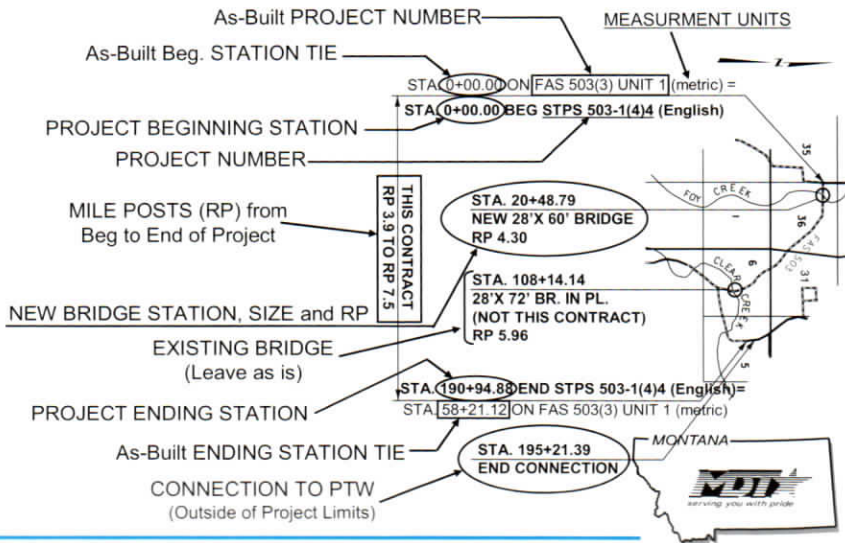 As-Built PROJECT NUMBER
MEASURMENT UNITS
As-Built Beg. STATION TIE
STA. 0+00.00 ON FAS 503(3) UNIT 1 (metric) =
STA. 0+00.00 BEG STPS 503-1(4)4 (English)
PROJECT BEGINNING STATION
PROJECT NUMBER
MILE POSTS (RP) from
Beg to End of Project
THIS CONTRACT
RP 3.9 TO RP 7.5
STA. 20+48.79
NEW 28'X 60' BRIDGE
RP 4.30
NEW BRIDGE STATION, SIZE and RP
STA. 108+14.14
28'X 72' BR. IN PL.
(NOT THIS CONTRACT)
RP 5.96
EXISTING BRIDGE
(Leave as is)
STA. 190+94.88 END STPS 503-1(4)4 (English)=
PROJECT ENDING STATION
STA. 58+21.12 ON FAS 503(3) UNIT 1 (metric)
As-Built ENDING STATION TIE
STA. 195+21.39
END CONNECTION
CONNECTION TO PTW
(Outside of Project Limits)
Z
35
FOY CREEK
1
36
FAS 503
6
31
CLEAR CREEK
5
MONTANA
MDT
serving you with pride